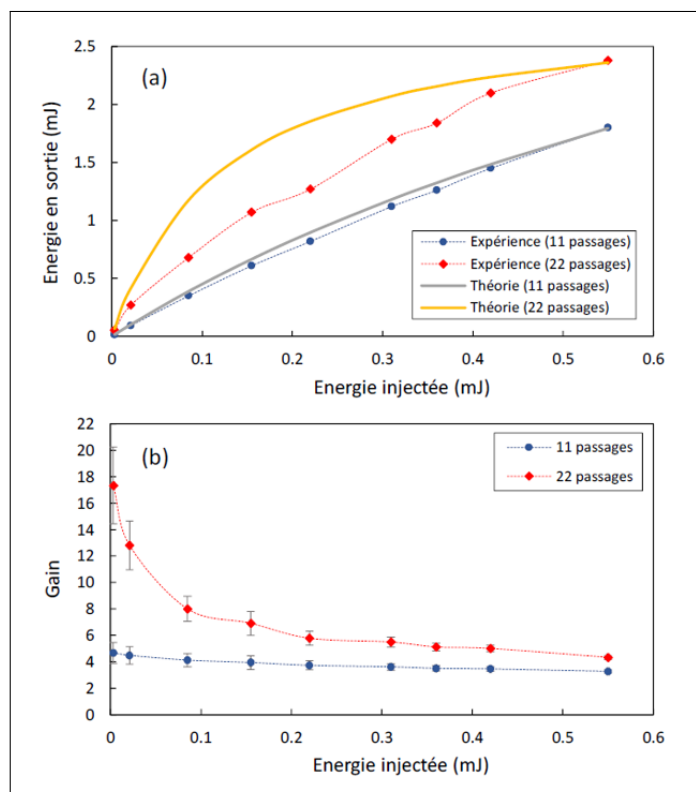 2.5
(a)
2
1.5
1
0.5
0
Energie en sortie (mJ)
Expérience (11 passages)
Expérience (22 passages)
Théorie (11 passages)
Théorie (22 passages)
0 0.1 0.2 0.3 0.4 0.5 0.6
Energie injectée (mJ)
22
20
18
16
14
12
10
8
6
4
2
0
(b)
Gain
11 passages
22 passages
0 0.1 0.2 0.3 0.4 0.5 0.6
Energie injectée (mJ)